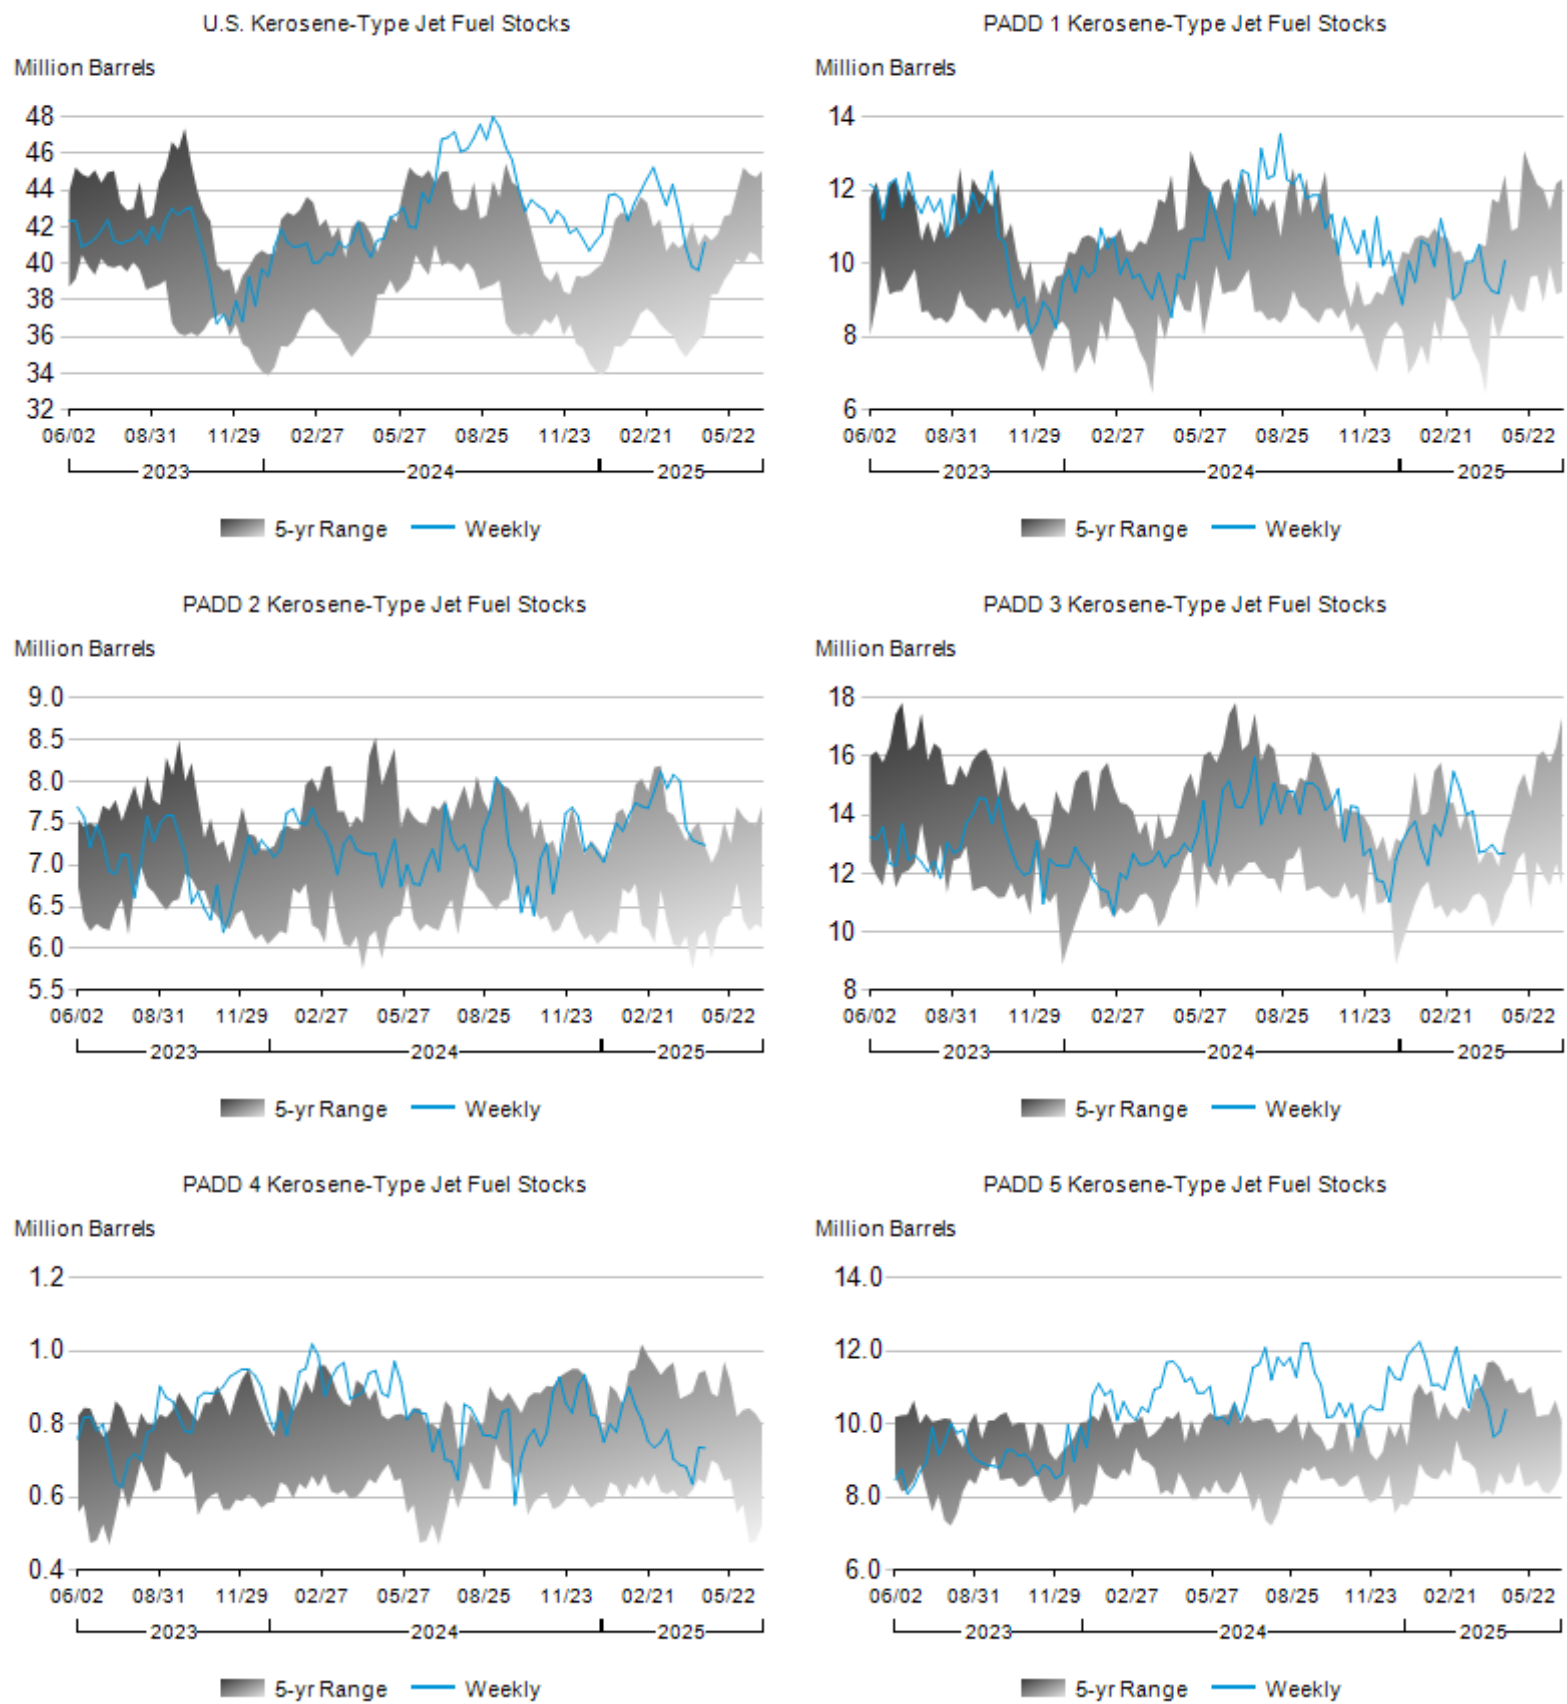 U.S. Kerosene-Type Jet Fuel Stocks
Million Barrels
48
46
44
42
40
38
36
34
32
06/02 08/31 11/29 02/27 05/27 08/25 11/23 02/21 05/22
2023 2024 2025
5-yr Range Weekly
PADD 1 Kerosene-Type Jet Fuel Stocks
Million Barrels
14
12
10
8
6
06/02 08/31 11/29 02/27 05/27 08/25 11/23 02/21 05/22
2023 2024 2025
5-yr Range Weekly
PADD 2 Kerosene-Type Jet Fuel Stocks
Million Barrels
9.0
8.5
8.0
7.5
7.0
6.5
6.0
5.5
06/02 08/31 11/29 02/27 05/27 08/25 11/23 02/21 05/22
2023 2024 2025
5-yr Range Weekly
PADD 3 Kerosene-Type Jet Fuel Stocks
Million Barrels
18
16
14
12
10
8
06/02 08/31 11/29 02/27 05/27 08/25 11/23 02/21 05/22
2023 2024 2025
5-yr Range Weekly
PADD 4 Kerosene-Type Jet Fuel Stocks
Million Barrels
1.2
1.0
0.8
0.6
0.4
06/02 08/31 11/29 02/27 05/27 08/25 11/23 02/21 05/22
2023 2024 2025
5-yr Range Weekly
PADD 5 Kerosene-Type Jet Fuel Stocks
Million Barrels
14.0
12.0
10.0
8.0
6.0
06/02 08/31 11/29 02/27 05/27 08/25 11/23 02/21 05/22
2023 2024 2025
5-yr Range Weekly